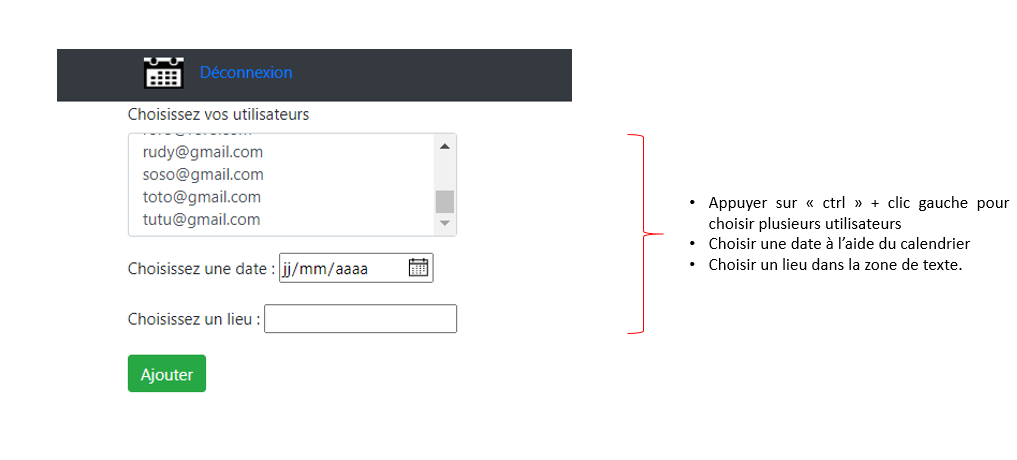 Déconnexion
Choisissez vos utilisateurs
rudy@gmail.com
soso@gmail.com
toto@gmail.com
tutu@gmail.com
Choisissez une date : jj/mm/aaaa
Choisissez un lieu :
Ajouter
• Appuyer sur « ctrl » + clic gauche pour
choisir plusieurs utilisateurs
• Choisir une date à l’aide du calendrier
• Choisir un lieu dans la zone de texte.